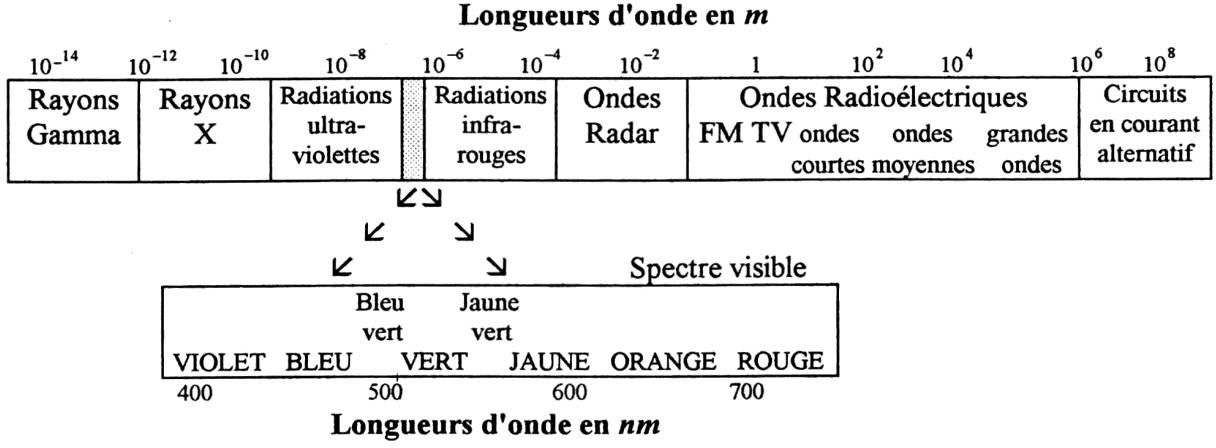 Longueurs d'onde en m
10⁻¹⁴ 10⁻¹² 10⁻¹⁰ 10⁻⁸ 10⁻⁶ 10⁻⁴ 10⁻² 1 10² 10⁴ 10⁶ 10⁸
Rayons Rayons Radiations Radiations Ondes Ondes Radioélectriques Circuits
Gamma X ultra- infra- Radar FM TV ondes ondes grandes en courant
violettes rouges courtes moyennes ondes alternatif
Spectre visible
Bleu Jaune
vert vert
VIOLET BLEU VERT JAUNE ORANGE ROUGE
400 500 600 700
Longueurs d'onde en nm